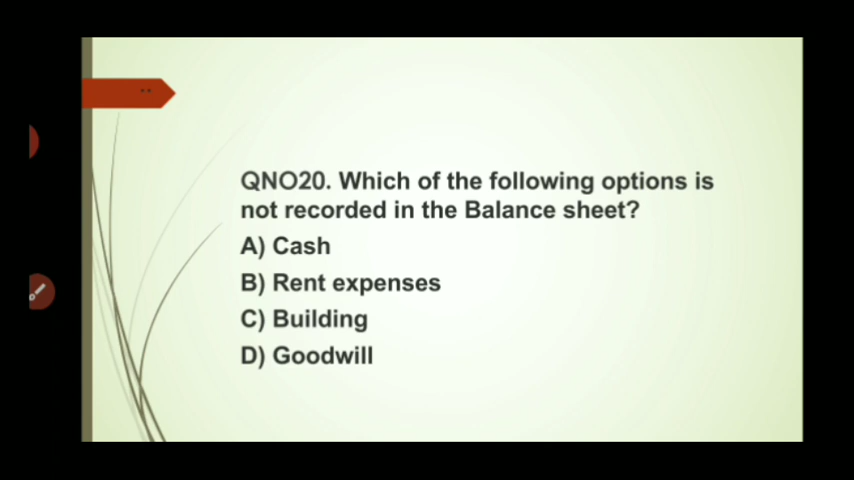 QNO20. Which of the following options is
not recorded in the Balance sheet?
A) Cash
B) Rent expenses
C) Building
D) Goodwill